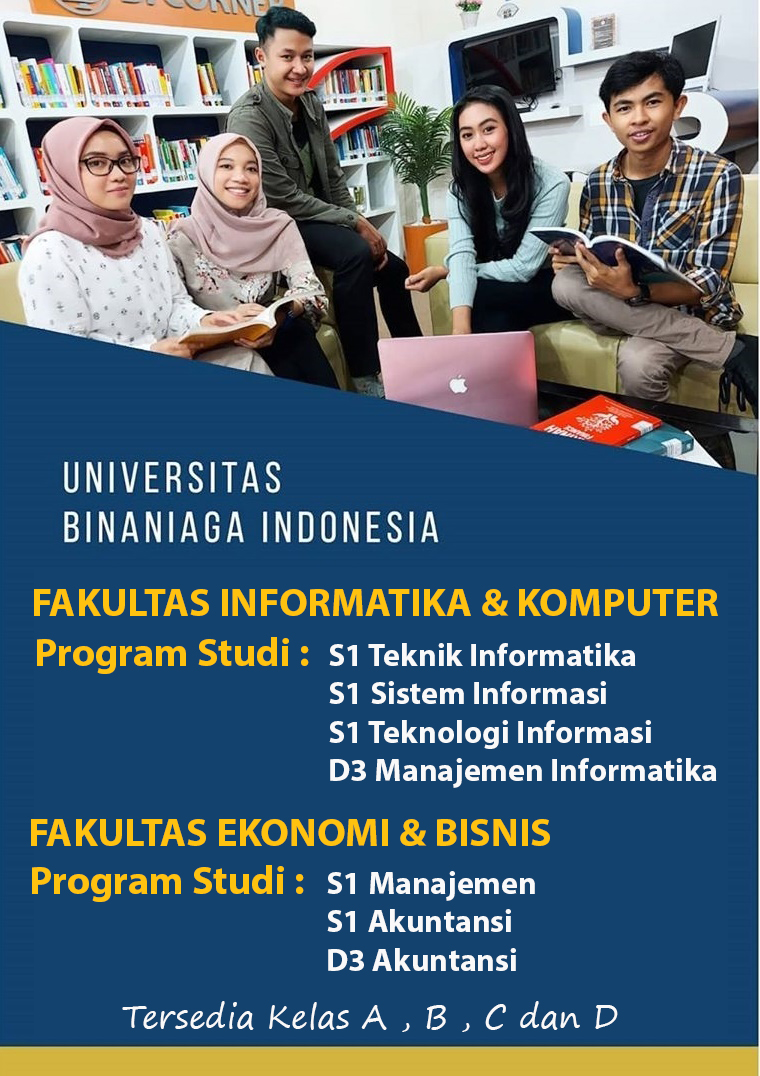 CORNER
UNIVERSITAS
BINANIAGA INDONESIA
FAKULTAS INFORMATIKA & KOMPUTER
Program Studi : S1 Teknik Informatika
S1 Sistem Informasi
S1 Teknologi Informasi
D3 Manajemen Informatika
FAKULTAS EKONOMI & BISNIS
Program Studi : S1 Manajemen
S1 Akuntansi
D3 Akuntansi
Tersedia Kelas A , B , C dan D